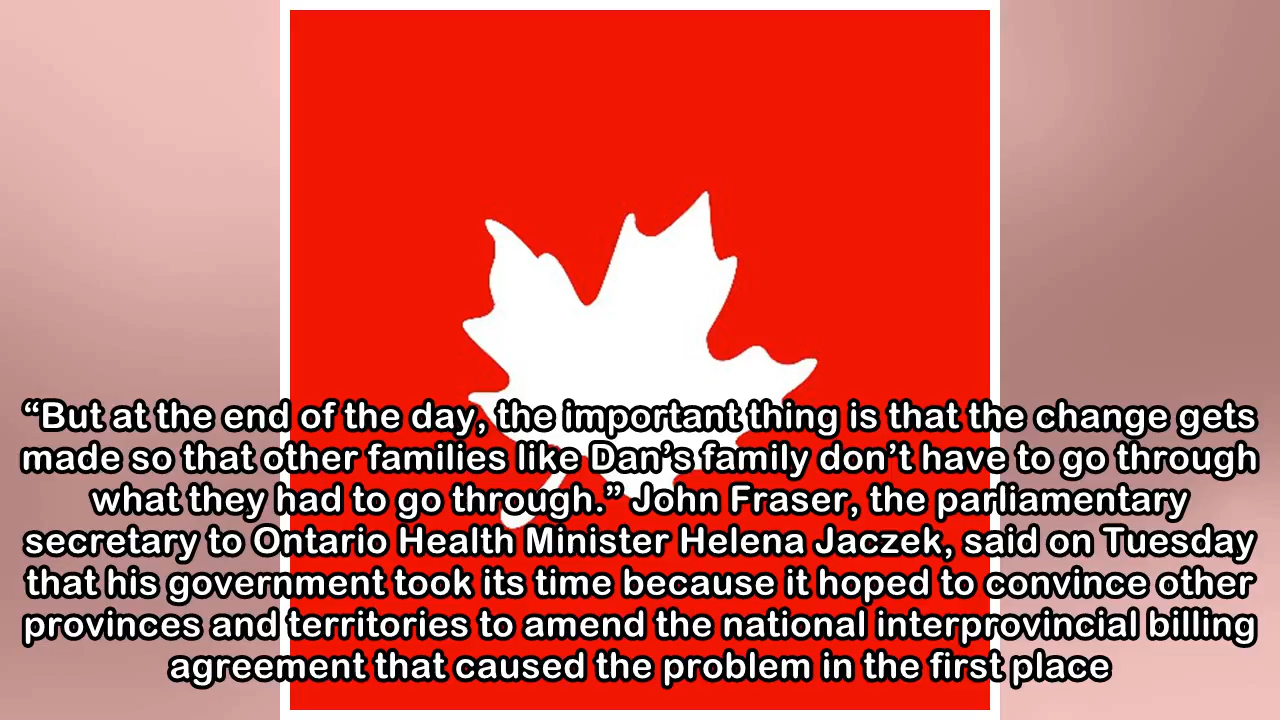 “But at the end of the day, the important thing is that the change gets
made so that other families like Dan’s family don’t have to go through
what they had to go through.” John Fraser, the parliamentary
secretary to Ontario Health Minister Helena Jaczek, said on Tuesday
that his government took its time because it hoped to convince other
provinces and territories to amend the national interprovincial billing
agreement that caused the problem in the first place